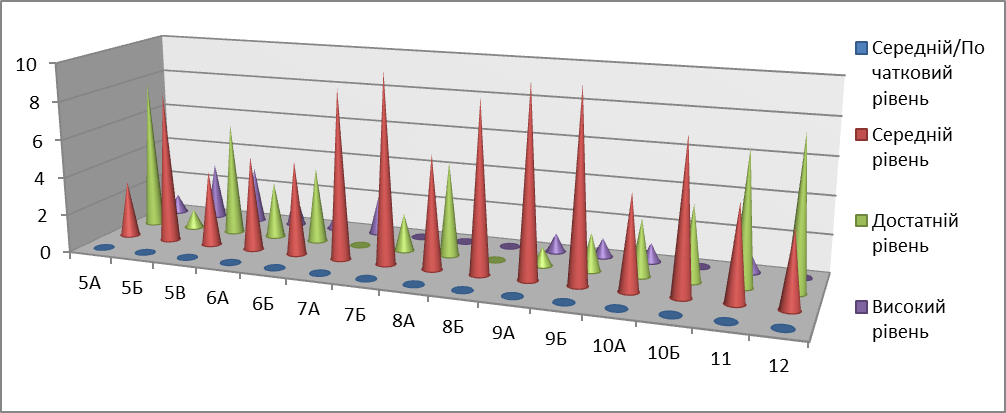 10
8
6
4
2
0
5А
5Б
5В
6А
6Б
7А
7Б
8А
8Б
9А
9Б
10А
10Б
11
12
Середній/По
чатковий
рівень
Середній
рівень
Достатній
рівень
Високий
рівень